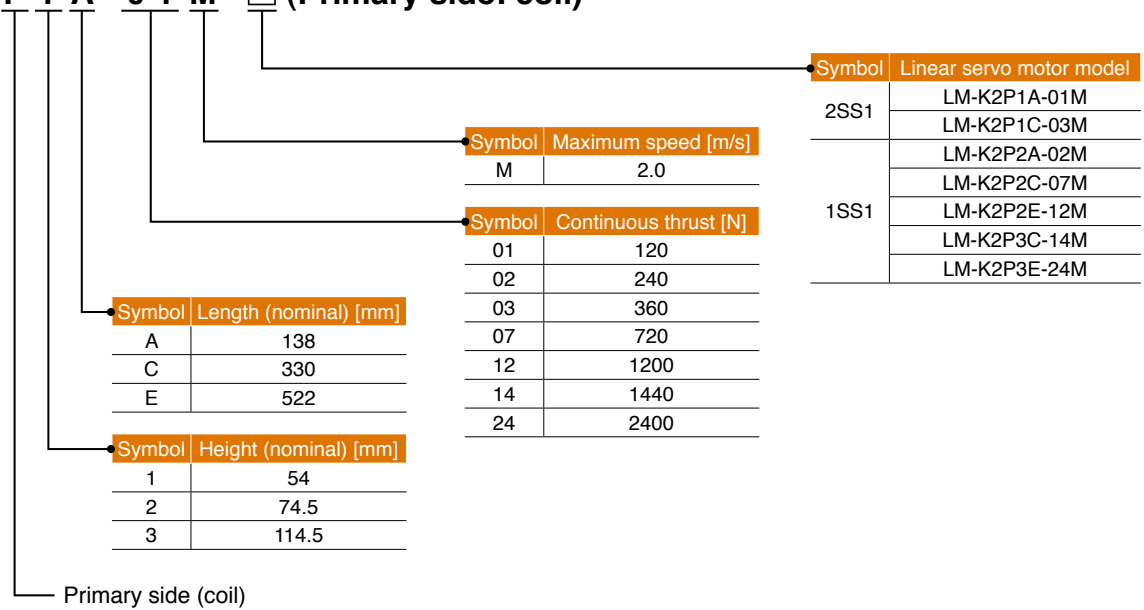 (Primary side: coil)
Symbol Linear servo motor model
2SS1 LM-K2P1A-01M
LM-K2P1C-03M
1SS1 LM-K2P2A-02M
LM-K2P2C-07M
LM-K2P2E-12M
LM-K2P3C-14M
LM-K2P3E-24M
Symbol Maximum speed [m/s]
M 2.0
Symbol Continuous thrust [N]
01 120
02 240
03 360
07 720
12 1200
14 1440
24 2400
Symbol Length (nominal) [mm]
A 138
C 330
E 522
Symbol Height (nominal) [mm]
1 54
2 74.5
3 114.5
Primary side (coil)